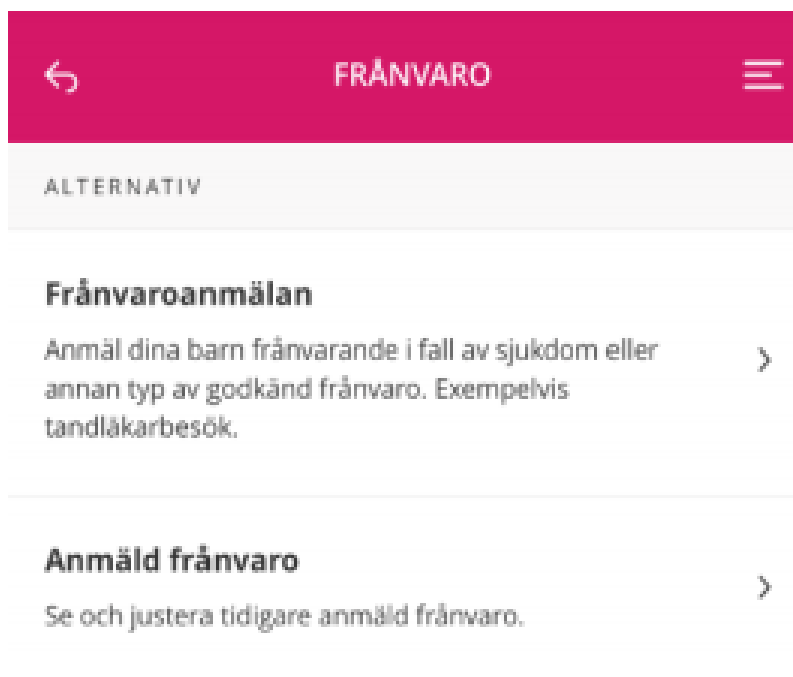 FRÅNVARO
ALTERNATIV
Frånvaroanmälan
Anmäl dina barn frånvarande i fall av sjukdom eller
annan typ av godkänd frånvaro. Exempelvis
tandläkarbesök.
Anmäld frånvaro
Se och justera tidigare anmäld frånvaro.